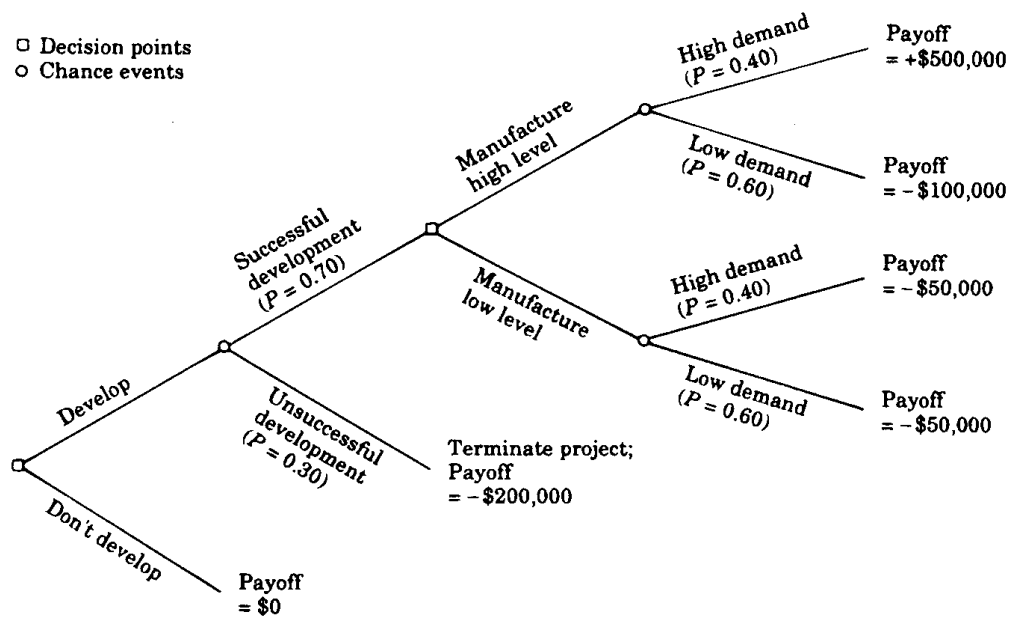 Decision points
Chance events
High demand
(P = 0.40)
Payoff
= +$500,000
Manufacture
high level
Low demand
(P = 0.60)
Payoff
= -$100,000
Successful
development
(P = 0.70)
High demand
(P = 0.40)
Payoff
= -$50,000
Manufacture
low level
Low demand
(P = 0.60)
Payoff
= -$50,000
Develop
Unsuccessful
development
(P = 0.30)
Terminate project;
Payoff
= -$200,000
Don't develop
Payoff
= $0